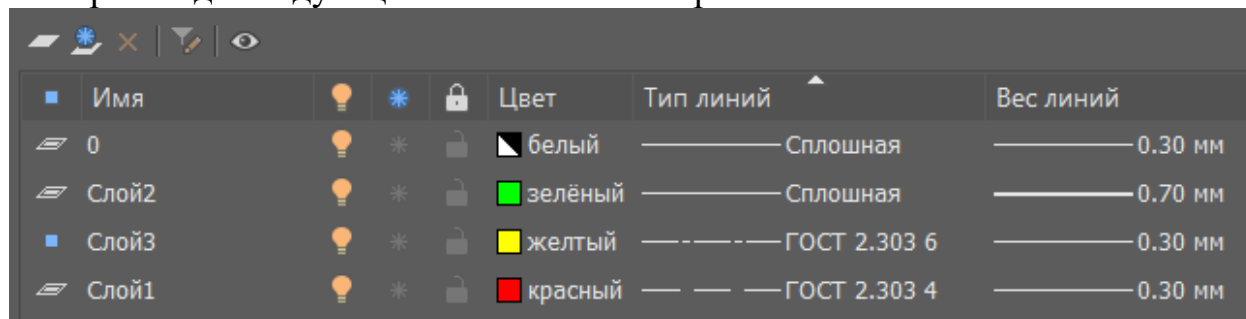 Имя Цвет Тип линий Вес линий
0 белый Сплошная 0.30 мм
Слой2 зелёный Сплошная 0.70 мм
Слой3 желтый ГОСТ 2.303 6 0.30 мм
Слой1 красный ГОСТ 2.303 4 0.30 мм